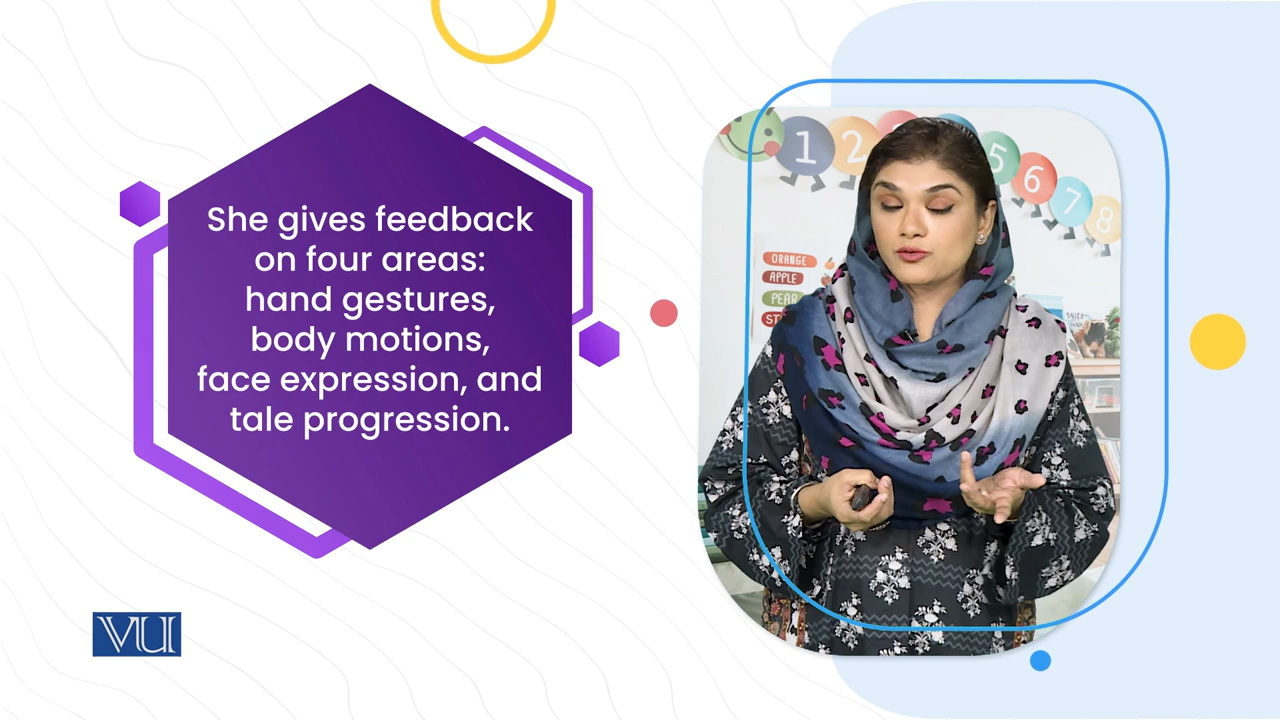 She gives feedback
on four areas:
hand gestures,
body motions,
face expression, and
tale progression.
VU
1 2 5 6 7 8
ORANGE
APPLE
PEAR